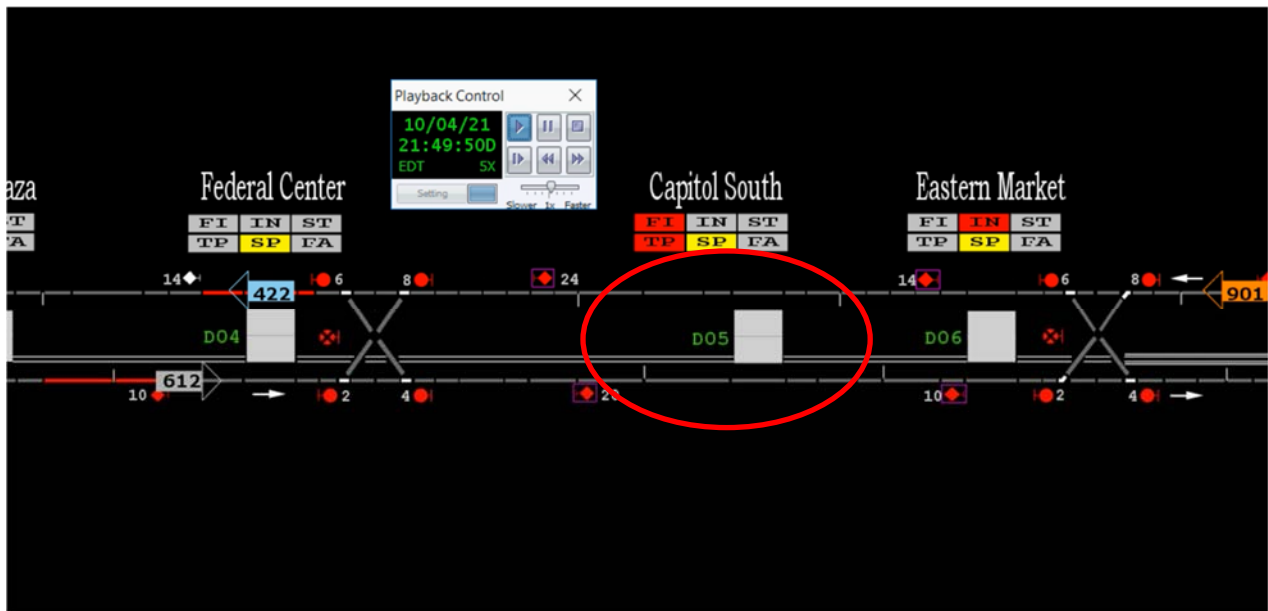 Playback Control
10/04/21
21:49:50D
EDT 5X
Setting
Slower 1x Faster
aza Federal Center Capitol South Eastern Market
ST FI IN ST FI IN ST FI IN ST
FA TP SP FA TP SP FA TP SP FA
14 6 8 24 14 6 8
422 901
D04 D05 D06
612
10 2 4 20 10 2 4